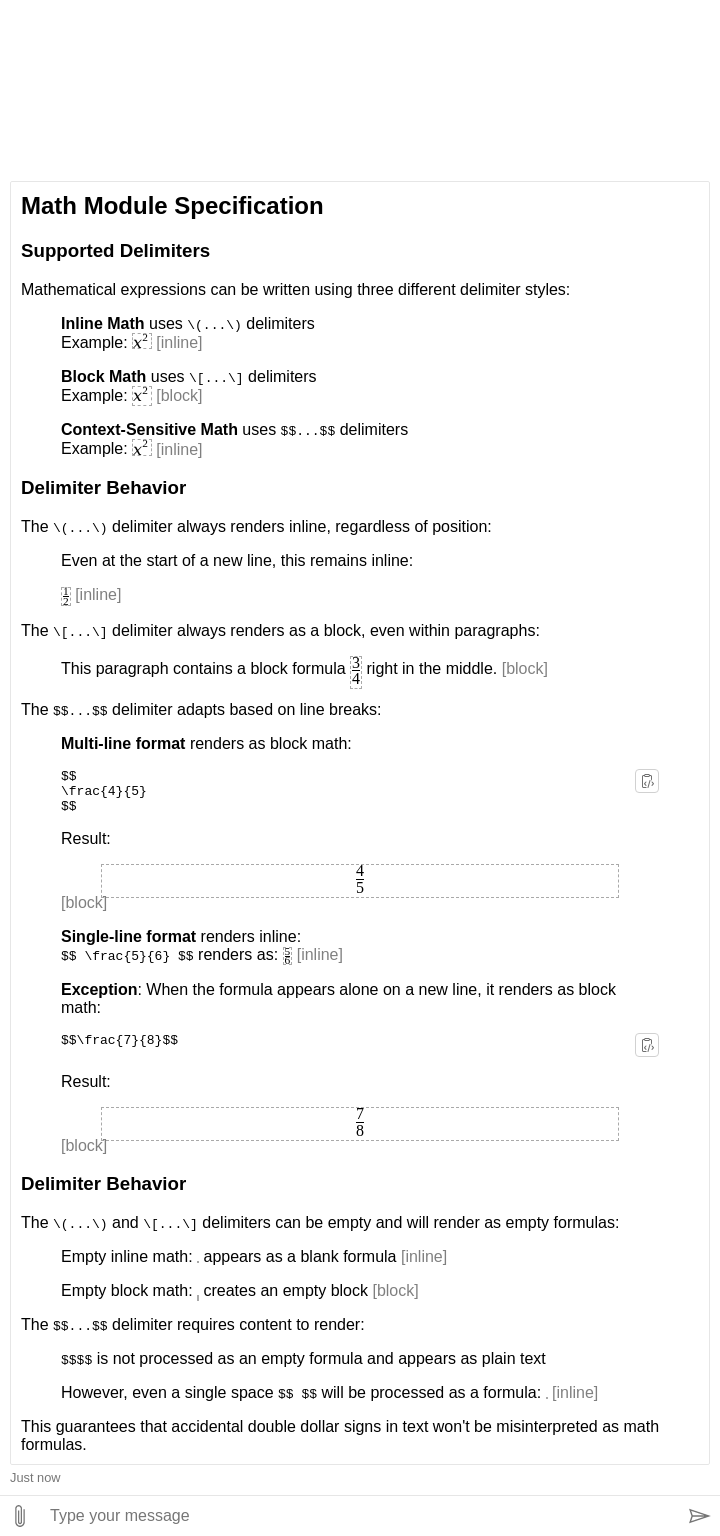 Math Module Specification
Supported Delimiters
Mathematical expressions can be written using three different delimiter styles:
Inline Math uses \(...\) delimiters
Example: x² [inline]
Block Math uses \[...\] delimiters
Example: x² [block]
Context-Sensitive Math uses $$...$$ delimiters
Example: x² [inline]
Delimiter Behavior
The \(...\) delimiter always renders inline, regardless of position:
Even at the start of a new line, this remains inline:
1/2 [inline]
The \[...\] delimiter always renders as a block, even within paragraphs:
This paragraph contains a block formula 3/4 right in the middle. [block]
The $$...$$ delimiter adapts based on line breaks:
Multi-line format renders as block math:
$$
\frac{4}{5}
$$
Result:
4/5
[block]
Single-line format renders inline:
$$ \frac{5}{6} $$ renders as: 5/6 [inline]
Exception: When the formula appears alone on a new line, it renders as block
math:
$$\frac{7}{8}$$
Result:
7/8
[block]
Delimiter Behavior
The \(...\) and \[...\] delimiters can be empty and will render as empty formulas:
Empty inline math: appears as a blank formula [inline]
Empty block math: creates an empty block [block]
The $$...$$ delimiter requires content to render:
$$$$ is not processed as an empty formula and appears as plain text
However, even a single space $$ $$ will be processed as a formula: [inline]
This guarantees that accidental double dollar signs in text won't be misinterpreted as math
formulas.
Just now
Type your message